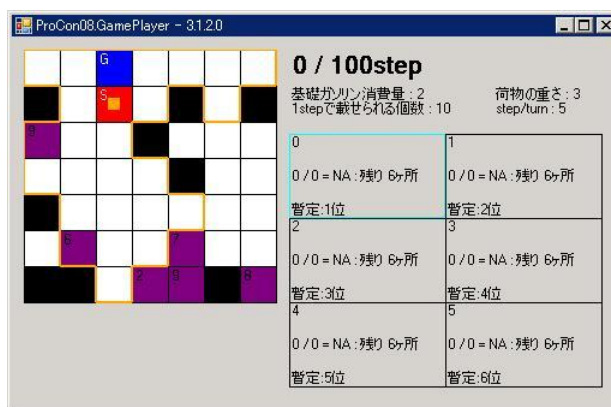 ProCon08.GamePlayer - 3.1.2.0
0 / 100step
基礎ガソリン消費量 : 2 荷物の重さ : 3
1stepで載せられる個数 : 10 step/turn : 5
G
S
9
6
7
2
9
8
0
0 / 0 = NA : 残り 6ヶ所
暫定:1位
1
0 / 0 = NA : 残り 6ヶ所
暫定:2位
2
0 / 0 = NA : 残り 6ヶ所
暫定:3位
3
0 / 0 = NA : 残り 6ヶ所
暫定:4位
4
0 / 0 = NA : 残り 6ヶ所
暫定:5位
5
0 / 0 = NA : 残り 6ヶ所
暫定:6位